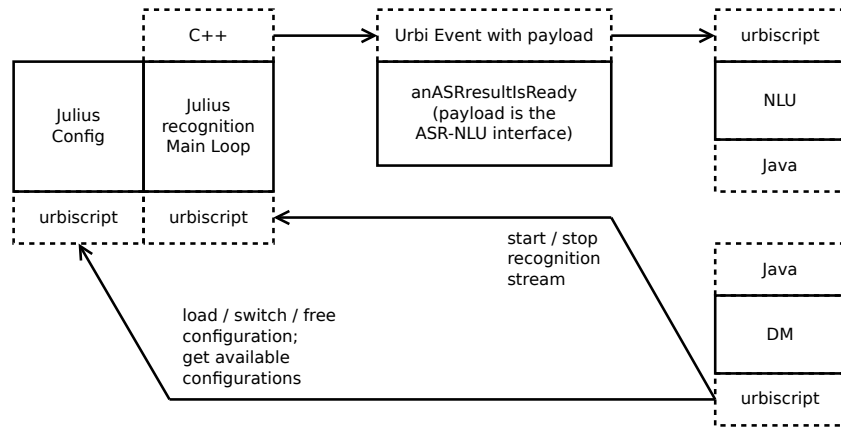 C++
Urbi Event with payload
urbiscript
Julius
Config
Julius
recognition
Main Loop
anASRresultIsReady
(payload is the
ASR-NLU interface)
NLU
Java
urbiscript
urbiscript
start / stop
recognition
stream
Java
load / switch / free
configuration;
get available
configurations
DM
urbiscript